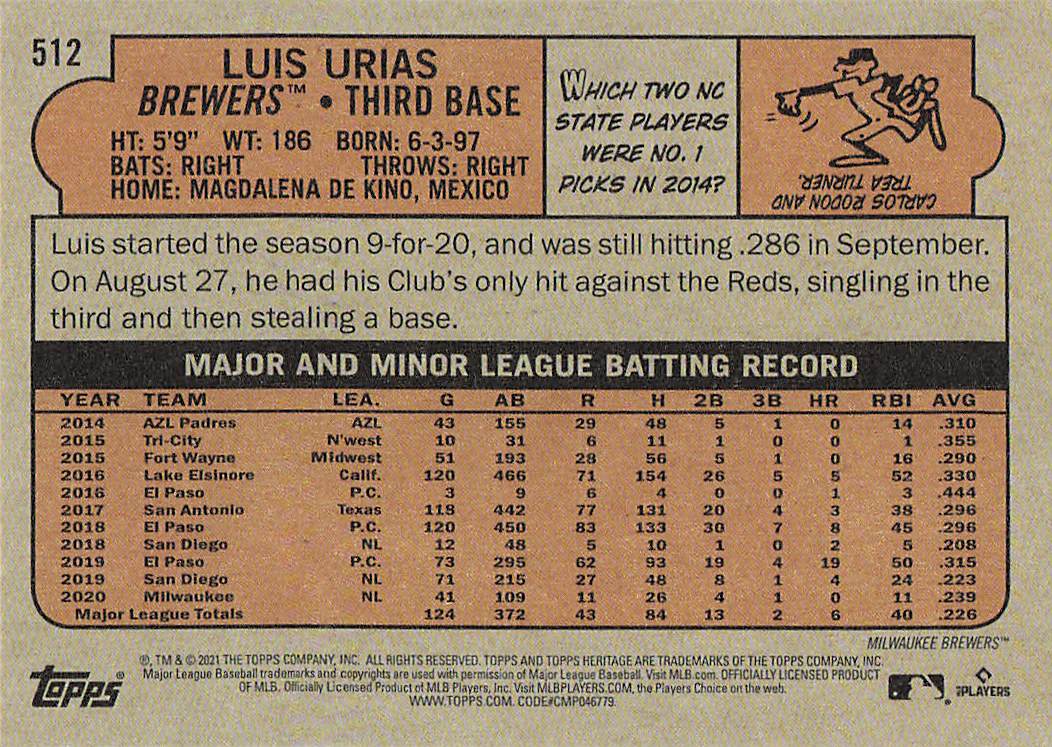 512
LUIS URIAS
BREWERS™ • THIRD BASE
HT: 5'9" WT: 186 BORN: 6-3-97
BATS: RIGHT THROWS: RIGHT
HOME: MAGDALENA DE KINO, MEXICO
WHICH TWO NC
STATE PLAYERS
WERE NO. 1
PICKS IN 2014?
CARLOS RODON AND
TREA TURNER.
Luis started the season 9-for-20, and was still hitting .286 in September.
On August 27, he had his Club's only hit against the Reds, singling in the
third and then stealing a base.
MAJOR AND MINOR LEAGUE BATTING RECORD
YEAR TEAM LEA. G AB R H 2B 3B HR RBI AVG
2014 AZL Padres AZL 43 155 29 48 5 1 0 14 .310
2015 Tri-City N'west 10 31 6 11 1 0 0 1 .355
2015 Fort Wayne Midwest 51 193 28 56 5 1 0 16 .290
2016 Lake Elsinore Calif. 120 466 71 154 26 5 5 52 .330
2016 El Paso P.C. 3 9 6 4 0 0 1 3 .444
2017 San Antonio Texas 118 442 77 131 20 4 3 38 .296
2018 El Paso P.C. 120 450 83 133 30 7 8 45 .296
2018 San Diego NL 12 48 5 10 1 0 2 5 .208
2019 El Paso P.C. 73 295 62 93 19 4 19 50 .315
2019 San Diego NL 71 215 27 48 8 1 4 24 .223
2020 Milwaukee NL 41 109 11 26 4 1 0 11 .239
Major League Totals 124 372 43 84 13 2 6 40 .226
MILWAUKEE BREWERS™
®, TM & © 2021 THE TOPPS COMPANY, INC. ALL RIGHTS RESERVED. TOPPS AND TOPPS HERITAGE ARE TRADEMARKS OF THE TOPPS COMPANY, INC.
Major League Baseball trademarks and copyrights are used with permission of Major League Baseball. Visit MLB.com. OFFICIALLY LICENSED PRODUCT
OF MLB. Officially Licensed Product of MLB Players, Inc. Visit MLBPLAYERS.COM, the Players Choice on the web.
WWW.TOPPS.COM. CODE#CMP046779.
topps®
PLAYERS